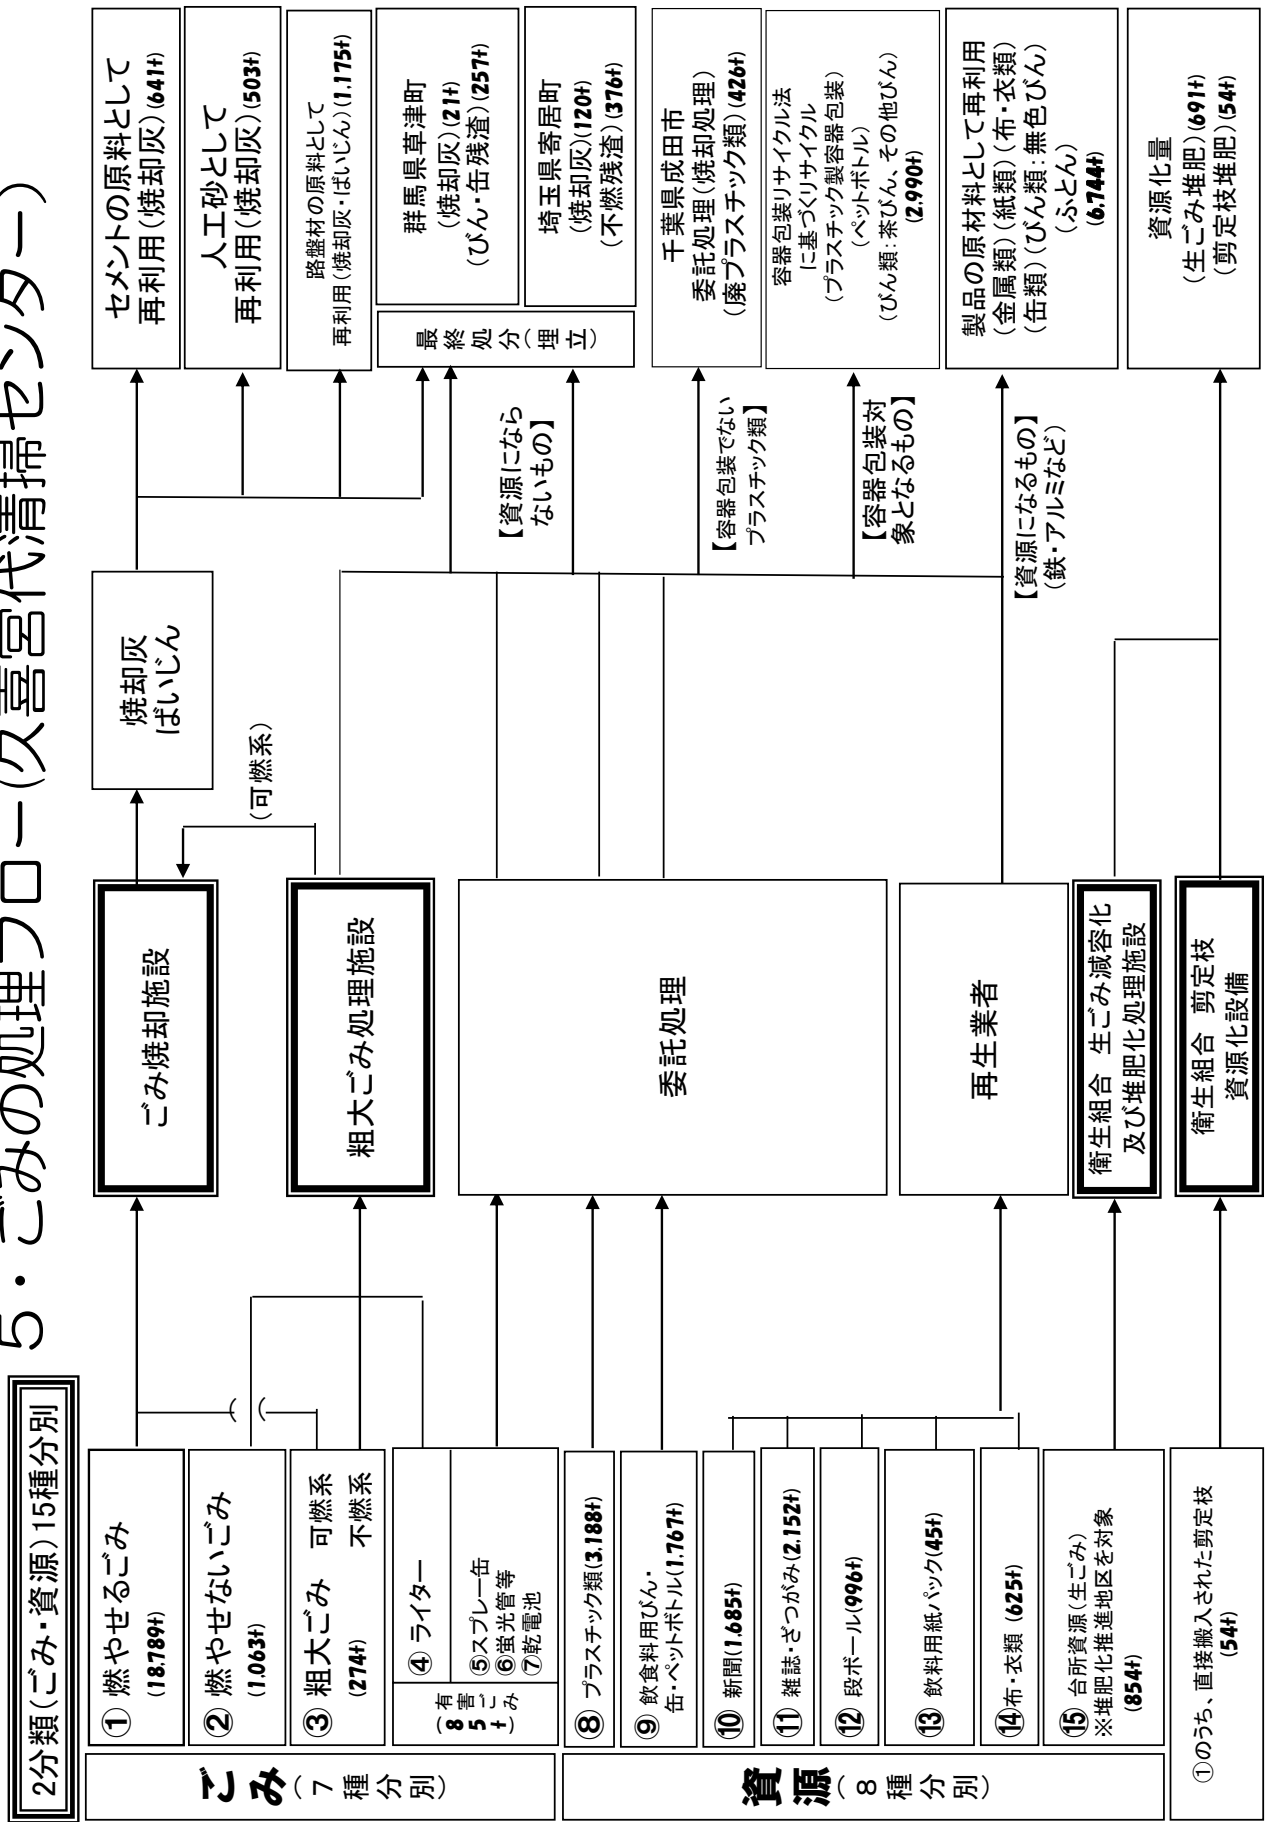 5・ごみの処理フロー(久喜宮代清掃センター)
2分類(ごみ・資源)15種分別
ごみ(7種分別)
① 燃やせるごみ
(18.789t)
② 燃やせないごみ
(1.063t)
③ 粗大ごみ 可燃系
(274t) 不燃系
有害ごみ
(85t)
④ ライター
⑤スプレー缶
⑥蛍光管等
⑦乾電池
資源(8種分別)
⑧ プラスチック類(3.188t)
⑨ 飲食料用びん・
缶・ペットボトル(1.767t)
⑩ 新聞(1.685t)
⑪ 雑誌・ざつがみ(2.152t)
⑫ 段ボール(996t)
⑬ 飲料用紙パック(45t)
⑭布・衣類 (625t)
⑮ 台所資源(生ごみ)
※堆肥化推進地区を対象
(854t)
①のうち、直接搬入された剪定枝
(54t)
ごみ焼却施設
粗大ごみ処理施設
委託処理
再生業者
衛生組合 生ごみ減容化
及び堆肥化処理施設
衛生組合 剪定枝
資源化設備
(可燃系)
焼却灰
ばいじん
【資源になら
ないもの】
【容器包装でない
プラスチック類】
【容器包装対
象となるもの】
【資源になるもの】
(鉄・アルミなど)
セメントの原料として
再利用(焼却灰)(641t)
人工砂として
再利用(焼却灰)(503t)
路盤材の原料として
再利用(焼却灰・ばいじん)(1.175t)
最終処分(埋立)
群馬県草津町
(焼却灰)(21t)
(びん・缶残渣)(257t)
埼玉県寄居町
(焼却灰)(120t)
(不燃残渣)(376t)
千葉県成田市
委託処理(焼却処理)
(廃プラスチック類)(426t)
容器包装リサイクル法
に基づくリサイクル
(プラスチック製容器包装)
(ペットボトル)
(びん類:茶びん、その他びん)
(2.990t)
製品の原材料として再利用
(金属類)(紙類)(布・衣類)
(缶類)(びん類:無色びん)
(ふとん)
(6.744t)
資源化量
(生ごみ堆肥)(691t)
(剪定枝堆肥)(54t)